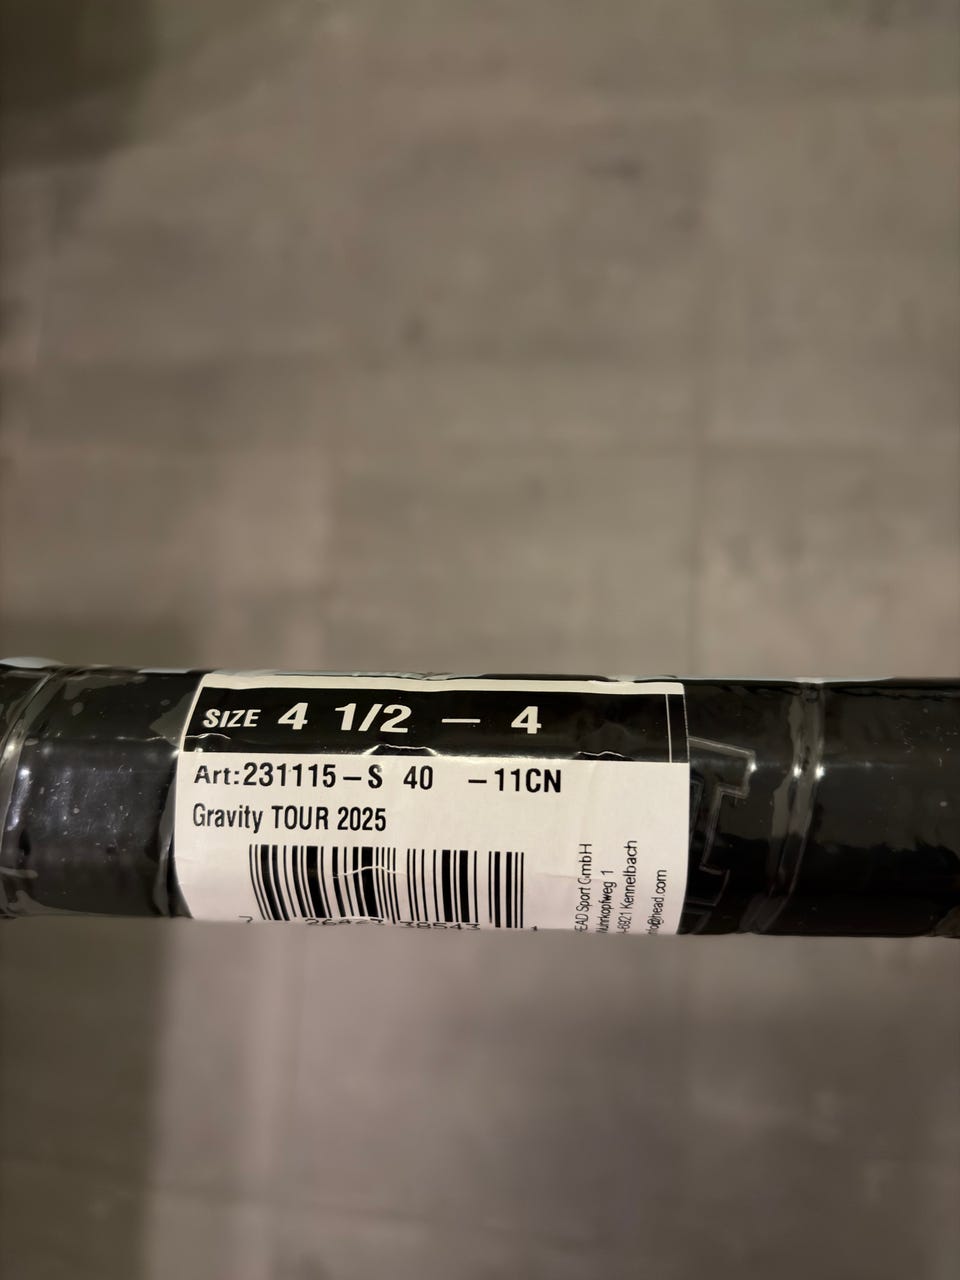 SIZE 4 1/2 – 4
Art:231115-S 40 -11CN
Gravity TOUR 2025
HEAD Sport GmbH
Wuhrkopfweg 1
A-6921 Kennelbach
info@head.com